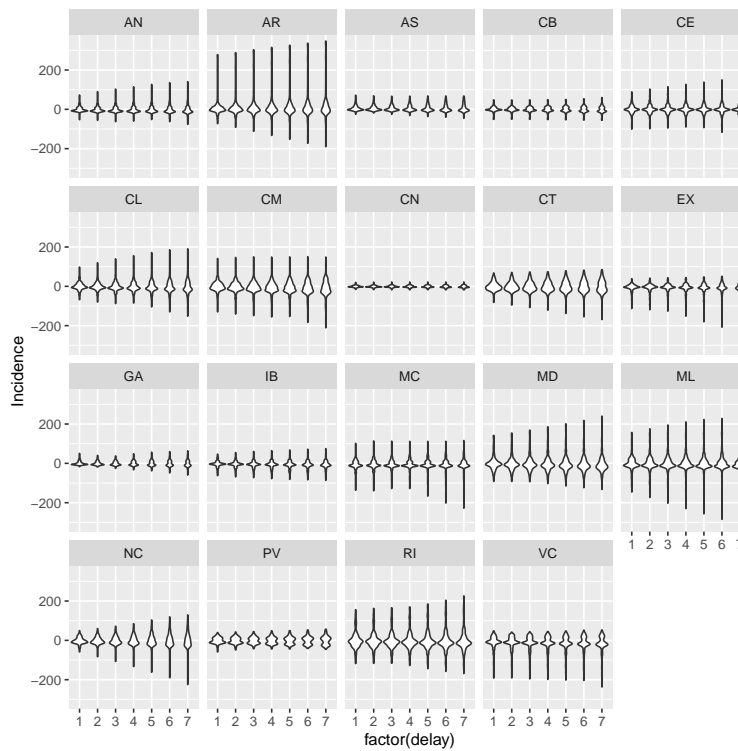 AN AR AS CB CE
200
0
−200
CL CM CN CT EX
200
0
−200
GA IB MC MD ML
200
0
−200
1 2 3 4 5 6 7
NC PV RI VC
200
0
−200
1 2 3 4 5 6 7 1 2 3 4 5 6 7 1 2 3 4 5 6 7 1 2 3 4 5 6 7
factor(delay)
Incidence